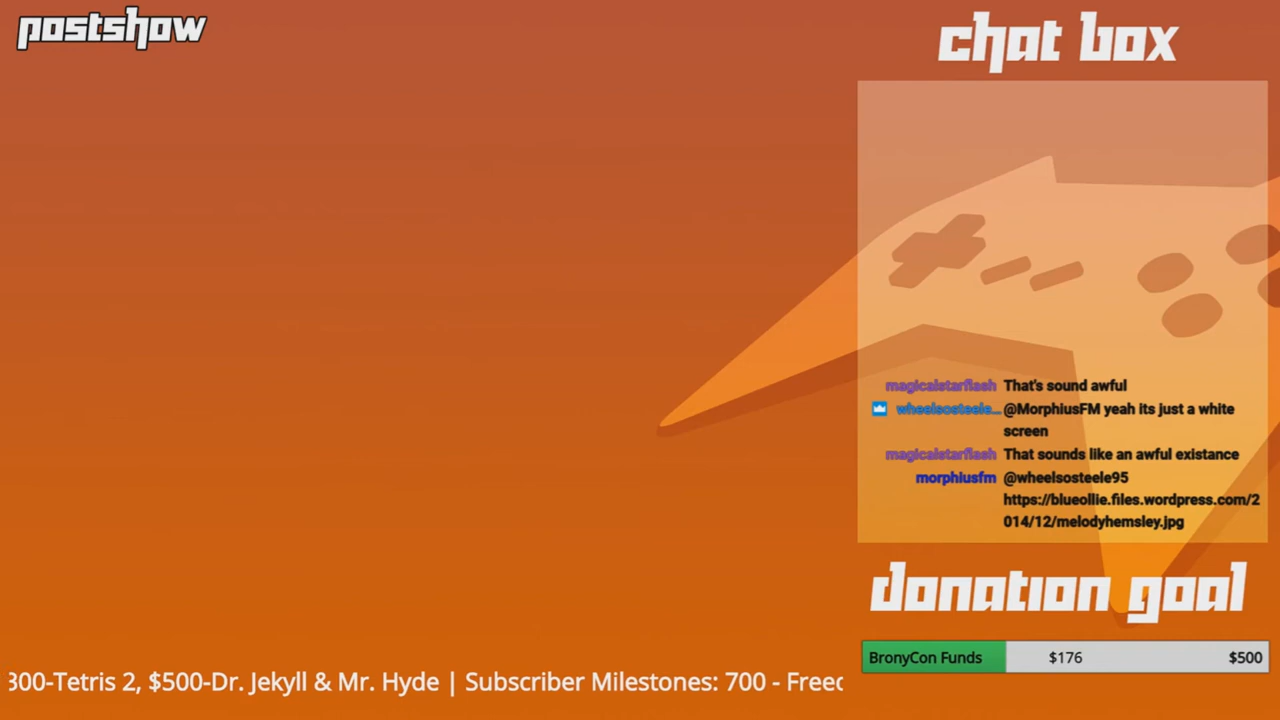 postshow
chat box
magicalstarflash That's sound awful
wheelsosteele... @MorphiusFM yeah its just a white
screen
magicalstarflash That sounds like an awful existance
morphiusfm @wheelsosteele95
https://blueollie.files.wordpress.com/2
014/12/melodyhemsley.jpg
donation goal
BronyCon Funds $176 $500
300-Tetris 2, $500-Dr. Jekyll & Mr. Hyde | Subscriber Milestones: 700 - Freed